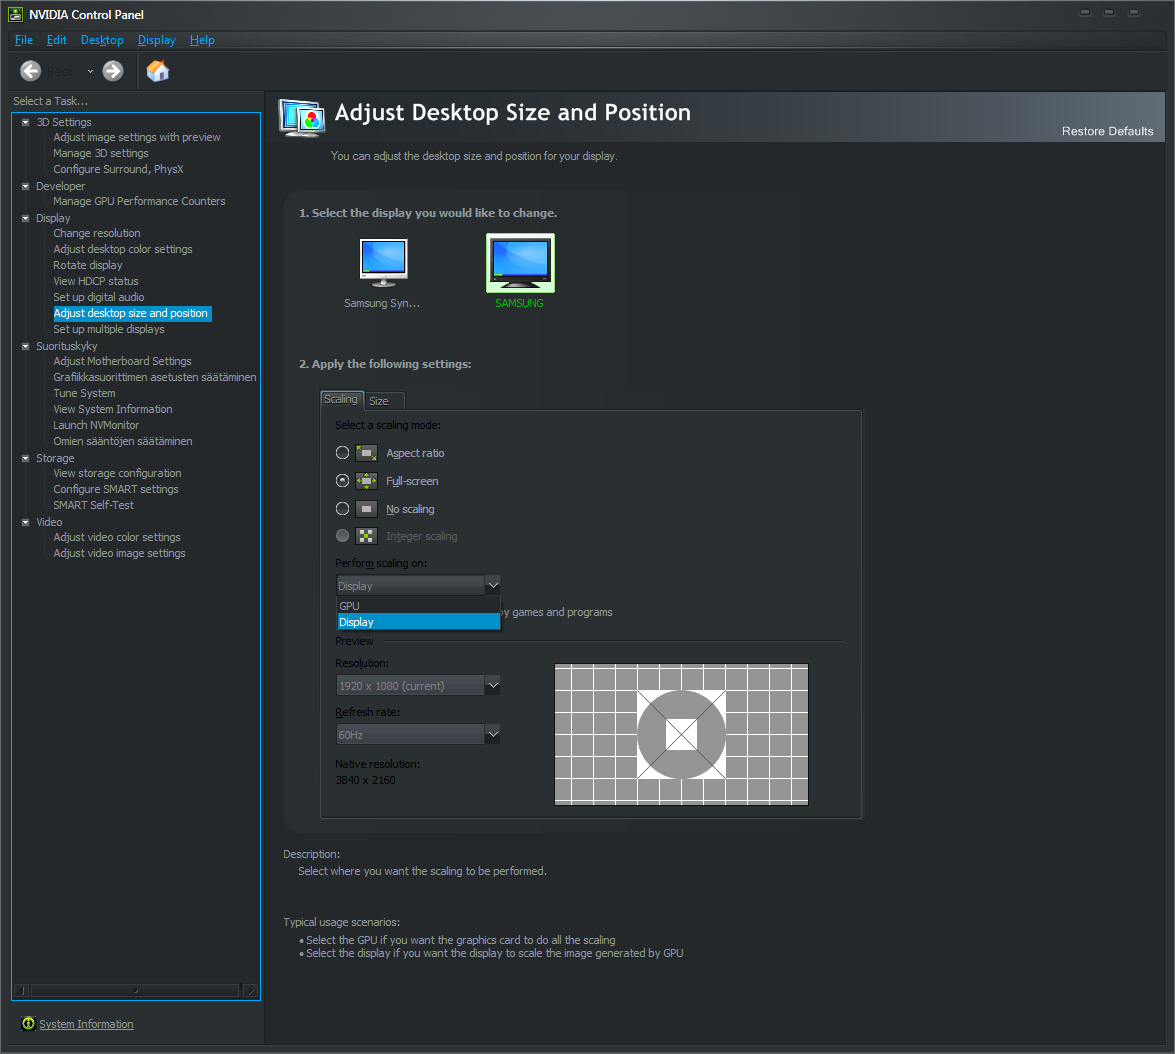 NVIDIA Control Panel
File Edit Desktop Display Help
Back
Select a Task...
3D Settings
Adjust image settings with preview
Manage 3D settings
Configure Surround, PhysX
Developer
Manage GPU Performance Counters
Display
Change resolution
Adjust desktop color settings
Rotate display
View HDCP status
Set up digital audio
Adjust desktop size and position
Set up multiple displays
Suorituskyky
Adjust Motherboard Settings
Grafiikkasuorittimen asetusten säätäminen
Tune System
View System Information
Launch NVMonitor
Omien sääntöjen säätäminen
Storage
View storage configuration
Configure SMART settings
SMART Self-Test
Video
Adjust video color settings
Adjust video image settings
System Information
Adjust Desktop Size and Position
Restore Defaults
You can adjust the desktop size and position for your display.
1. Select the display you would like to change.
Samsung Syn...
SAMSUNG
2. Apply the following settings:
Scaling Size
Select a scaling mode:
Aspect ratio
Full-screen
No scaling
Integer scaling
Perform scaling on:
Display
GPU
Display
by games and programs
Preview
Resolution:
1920 x 1080 (current)
Refresh rate:
60Hz
Native resolution:
3840 x 2160
Description:
Select where you want the scaling to be performed.
Typical usage scenarios:
• Select the GPU if you want the graphics card to do all the scaling
• Select the display if you want the display to scale the image generated by GPU